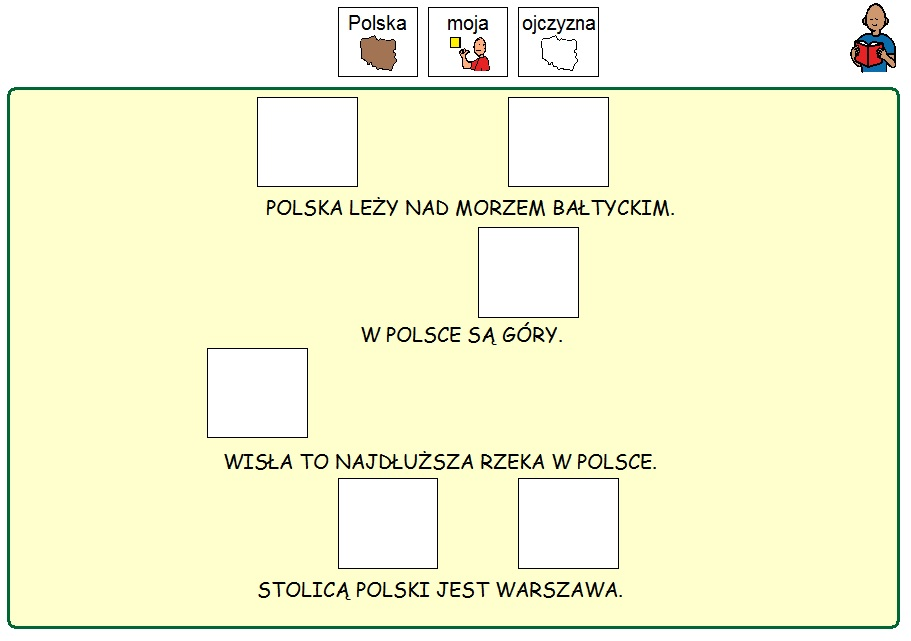 Polska moja ojczyzna
POLSKA LEŻY NAD MORZEM BAŁTYCKIM.
W POLSCE SĄ GÓRY.
WISŁA TO NAJDŁUŻSZA RZEKA W POLSCE.
STOLICĄ POLSKI JEST WARSZAWA.